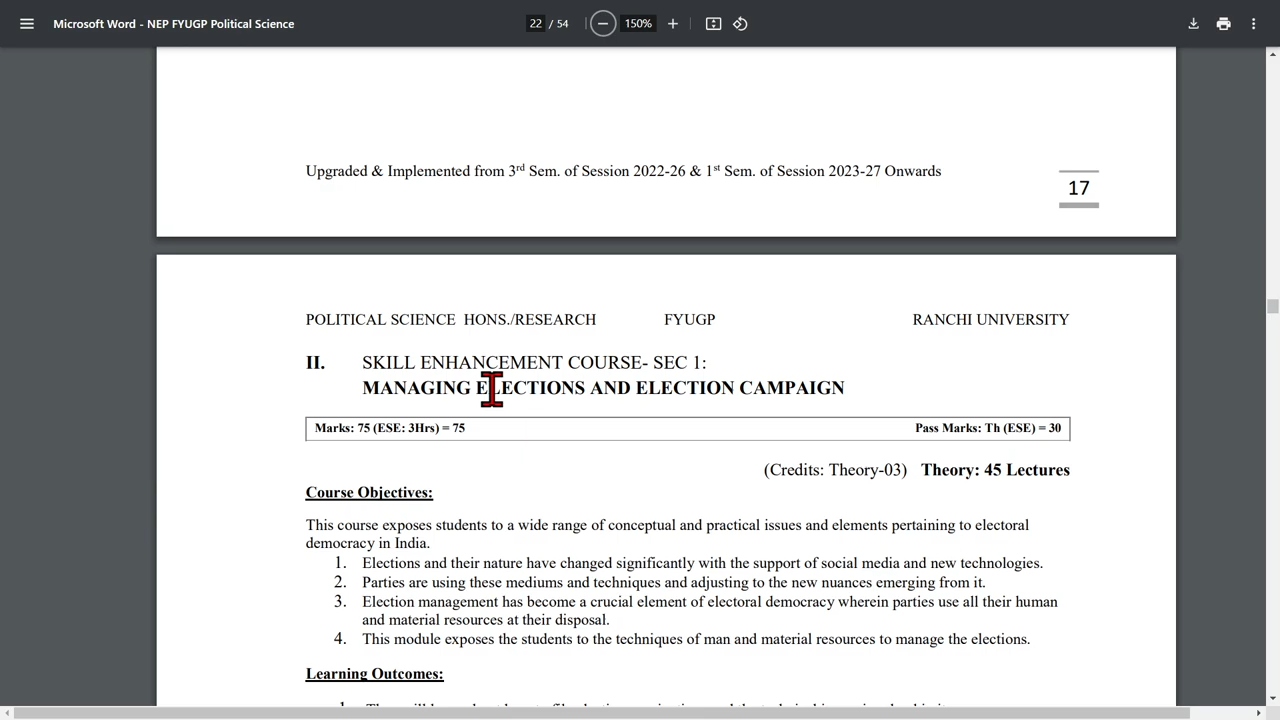 Microsoft Word - NEP FYUGP Political Science
22 / 54
150%
Upgraded & Implemented from 3rd Sem. of Session 2022-26 & 1st Sem. of Session 2023-27 Onwards
17
POLITICAL SCIENCE HONS./RESEARCH FYUGP RANCHI UNIVERSITY
II. SKILL ENHANCEMENT COURSE- SEC 1:
MANAGING ELECTIONS AND ELECTION CAMPAIGN
Marks: 75 (ESE: 3Hrs) = 75 Pass Marks: Th (ESE) = 30
(Credits: Theory-03) Theory: 45 Lectures
Course Objectives:
This course exposes students to a wide range of conceptual and practical issues and elements pertaining to electoral
democracy in India.
1. Elections and their nature have changed significantly with the support of social media and new technologies.
2. Parties are using these mediums and techniques and adjusting to the new nuances emerging from it.
3. Election management has become a crucial element of electoral democracy wherein parties use all their human
and material resources at their disposal.
4. This module exposes the students to the techniques of man and material resources to manage the elections.
Learning Outcomes: